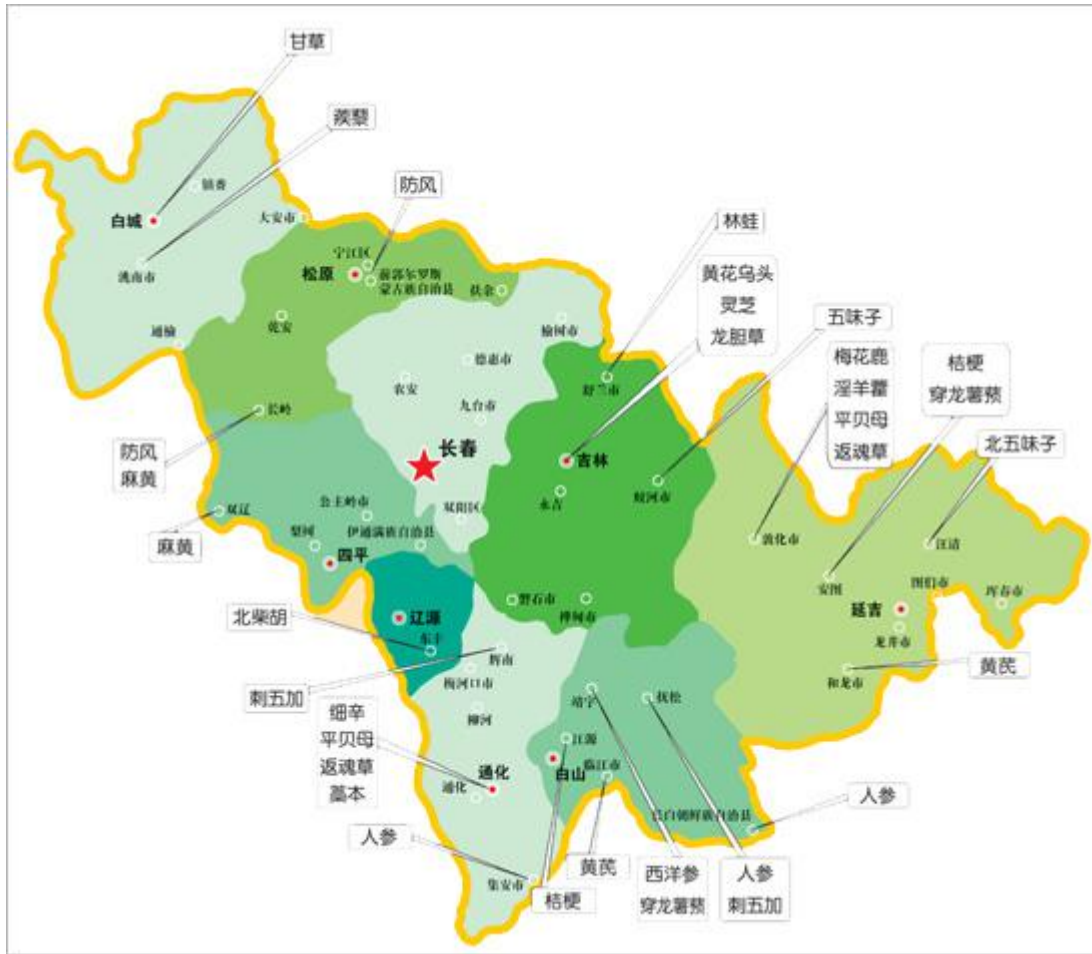 甘草
蒺藜
防风
镇赉
林蛙
白城
大安市
黄花乌头
宁江区
灵芝
洮南市
松原
前郭尔罗斯
蒙古族自治县
扶余
龙胆草
五味子
乾安
榆树市
通榆
梅花鹿
淫羊藿
平贝母
返魂草
桔梗
穿龙薯蓣
德惠市
农安
舒兰市
九台市
长岭
北五味子
防风
麻黄
长春
吉林
蛟河市
永吉
双辽
公主岭市
双阳区
麻黄
梨树
伊通满族自治县
敦化市
汪清
四平
安图
图们市
珲春市
磐石市
桦甸市
延吉
北柴胡
辽源
龙井市
东丰
辉南
黄芪
和龙市
刺五加
梅河口市
靖宇
抚松
细辛
平贝母
返魂草
藁本
柳河
江源
通化
白山
临江市
通化
人参
长白朝鲜族自治县
人参
集安市
黄芪
桔梗
西洋参
穿龙薯蓣
人参
刺五加